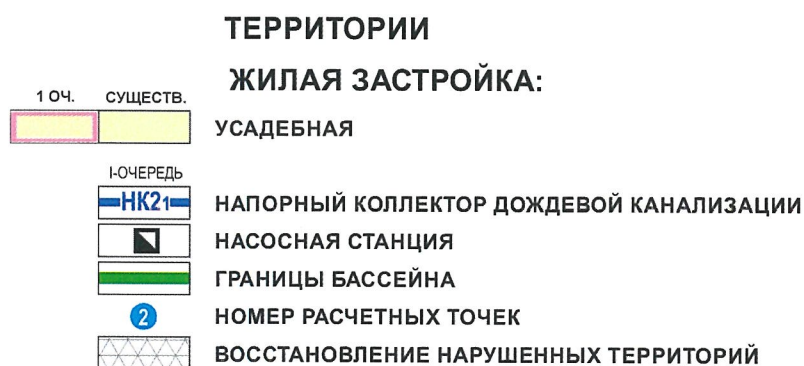 ТЕРРИТОРИИ
ЖИЛАЯ ЗАСТРОЙКА:
1 ОЧ. СУЩЕСТВ.
УСАДЕБНАЯ
I-ОЧЕРЕДЬ
НК21 НАПОРНЫЙ КОЛЛЕКТОР ДОЖДЕВОЙ КАНАЛИЗАЦИИ
НАСОСНАЯ СТАНЦИЯ
ГРАНИЦЫ БАССЕЙНА
2 НОМЕР РАСЧЕТНЫХ ТОЧЕК
ВОССТАНОВЛЕНИЕ НАРУШЕННЫХ ТЕРРИТОРИЙ